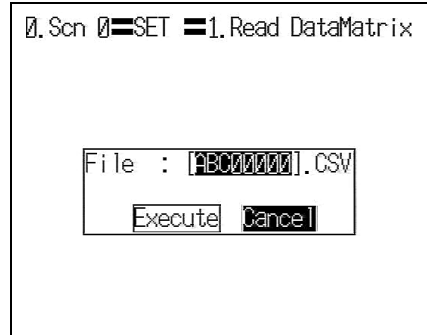 0.Scn 0=SET =1.Read DataMatrix
File : [ABC00000].CSV
Execute Cancel